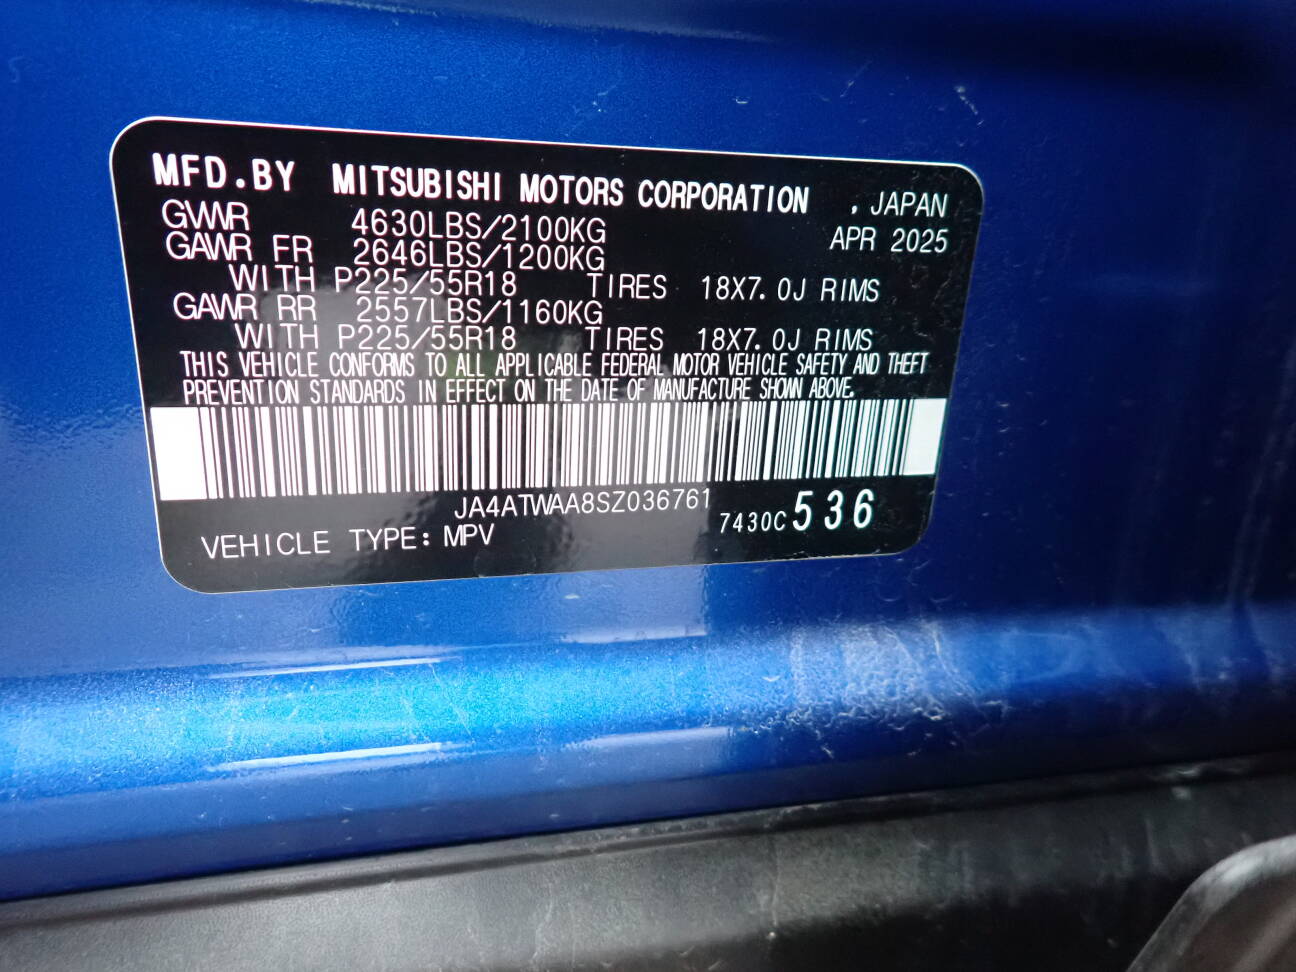 MFD.BY MITSUBISHI MOTORS CORPORATION , JAPAN
GVWR 4630LBS/2100KG APR 2025
GAWR FR 2646LBS/1200KG
WITH P225/55R18 TIRES 18X7.0J RIMS
GAWR RR 2557LBS/1160KG
WITH P225/55R18 TIRES 18X7.0J RIMS
THIS VEHICLE CONFORMS TO ALL APPLICABLE FEDERAL MOTOR VEHICLE SAFETY AND THEFT
PREVENTION STANDARDS IN EFFECT ON THE DATE OF MANUFACTURE SHOWN ABOVE.
JA4ATWAA8SZ036761
7430C536
VEHICLE TYPE: MPV